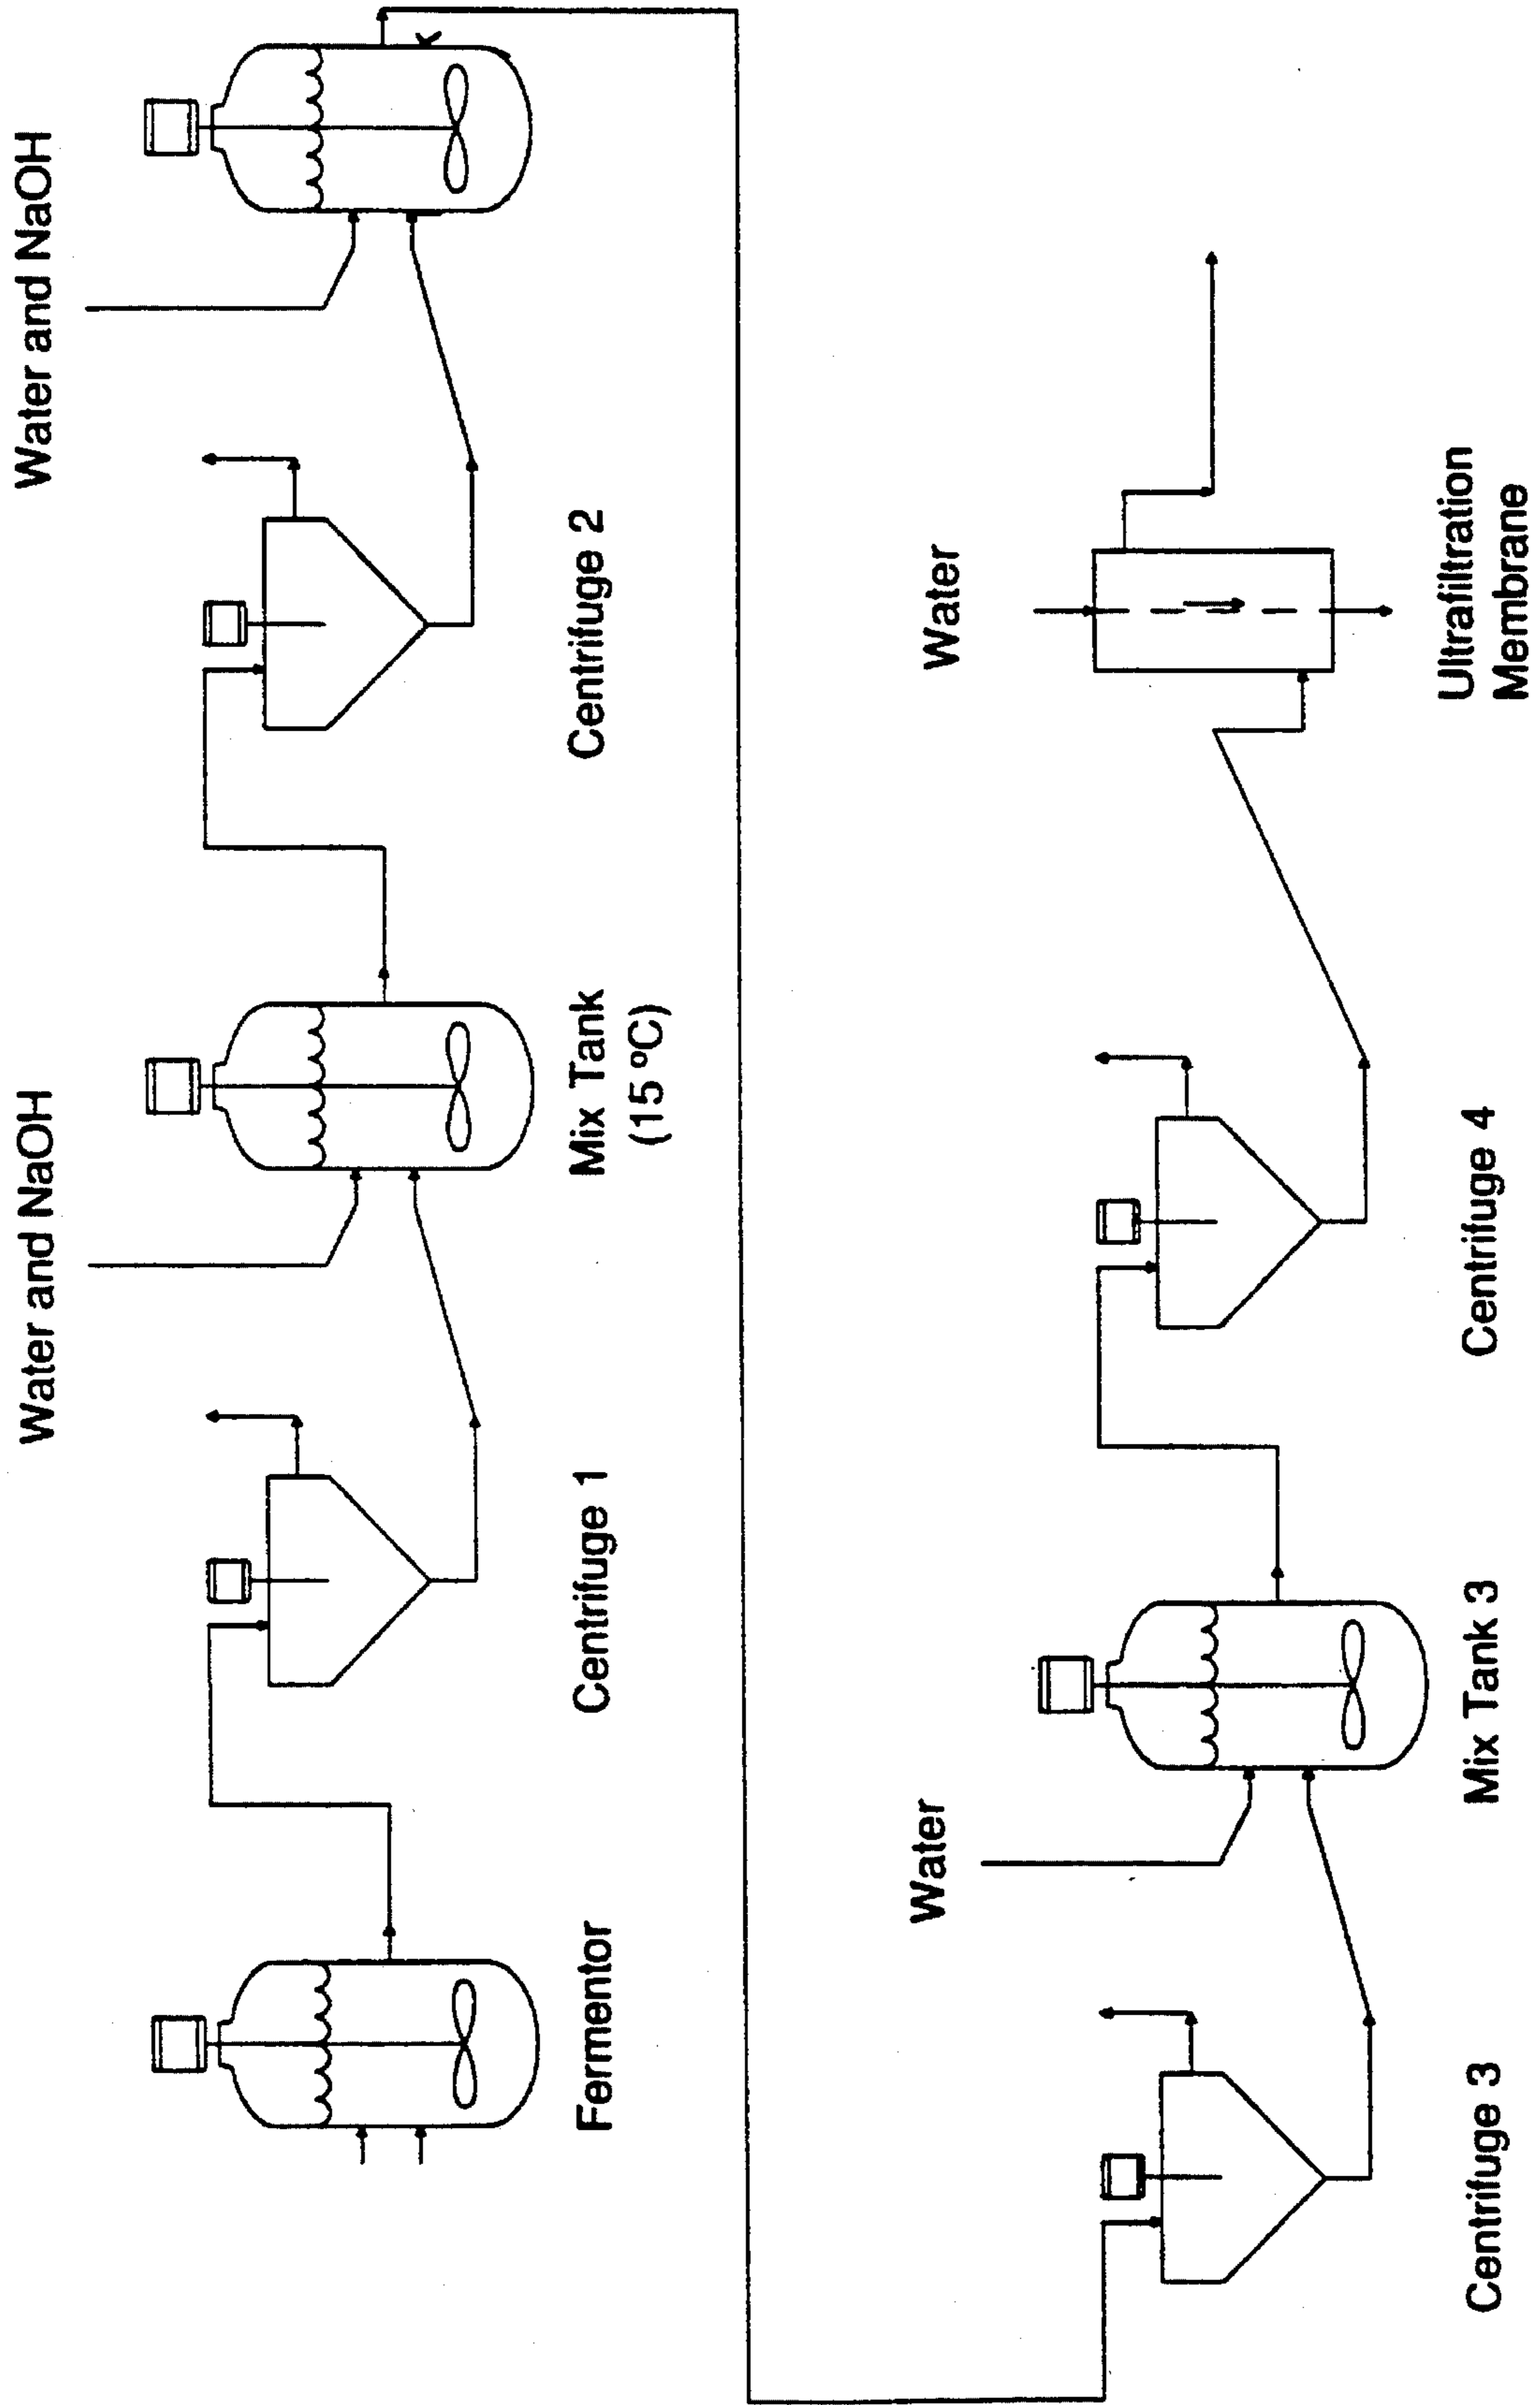 Water and NaOH
Water and NaOH
Fermentor
Centrifuge 1
Mix Tank
(15 ºC)
Centrifuge 2
Water
Water
Centrifuge 3
Mix Tank 3
Centrifuge 4
Ultrafiltration
Membrane